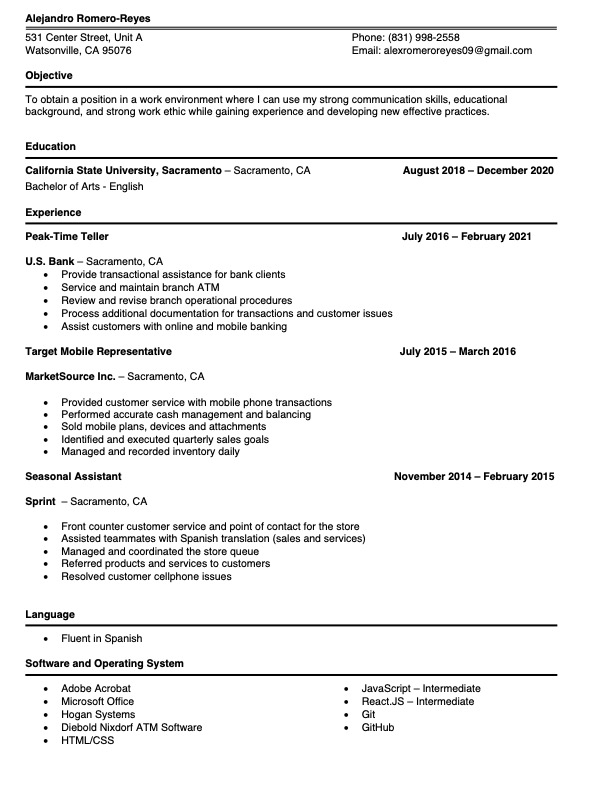 Alejandro Romero-Reyes
531 Center Street, Unit A Phone: (831) 998-2558
Watsonville, CA 95076 Email: alexromeroreyes09@gmail.com
Objective
To obtain a position in a work environment where I can use my strong communication skills, educational
background, and strong work ethic while gaining experience and developing new effective practices.
Education
California State University, Sacramento – Sacramento, CA August 2018 – December 2020
Bachelor of Arts - English
Experience
Peak-Time Teller July 2016 – February 2021
U.S. Bank – Sacramento, CA
• Provide transactional assistance for bank clients
• Service and maintain branch ATM
• Review and revise branch operational procedures
• Process additional documentation for transactions and customer issues
• Assist customers with online and mobile banking
Target Mobile Representative July 2015 – March 2016
MarketSource Inc. – Sacramento, CA
• Provided customer service with mobile phone transactions
• Performed accurate cash management and balancing
• Sold mobile plans, devices and attachments
• Identified and executed quarterly sales goals
• Managed and recorded inventory daily
Seasonal Assistant November 2014 – February 2015
Sprint – Sacramento, CA
• Front counter customer service and point of contact for the store
• Assisted teammates with Spanish translation (sales and services)
• Managed and coordinated the store queue
• Referred products and services to customers
• Resolved customer cellphone issues
Language
• Fluent in Spanish
Software and Operating System
• Adobe Acrobat
• Microsoft Office
• Hogan Systems
• Diebold Nixdorf ATM Software
• HTML/CSS
• JavaScript – Intermediate
• React.JS – Intermediate
• Git
• GitHub